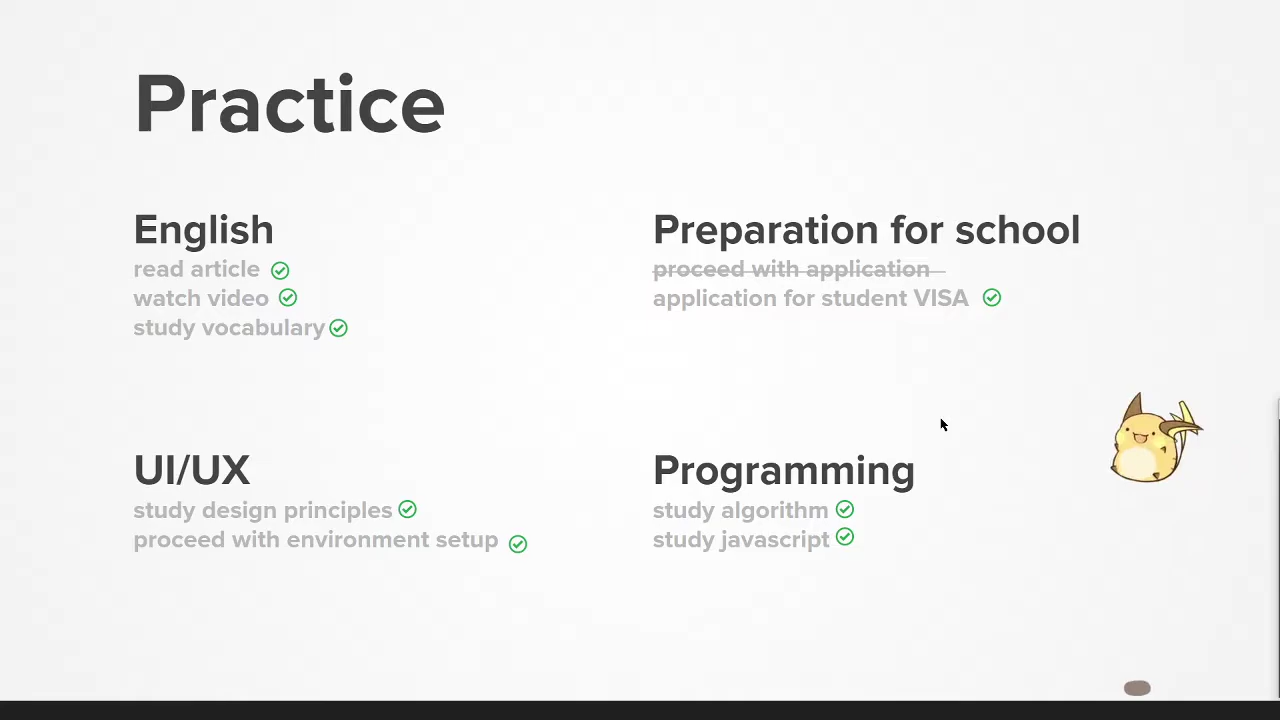 Practice
English
read article
watch video
study vocabulary
Preparation for school
proceed with application
application for student VISA
UI/UX
study design principles
proceed with environment setup
Programming
study algorithm
study javascript